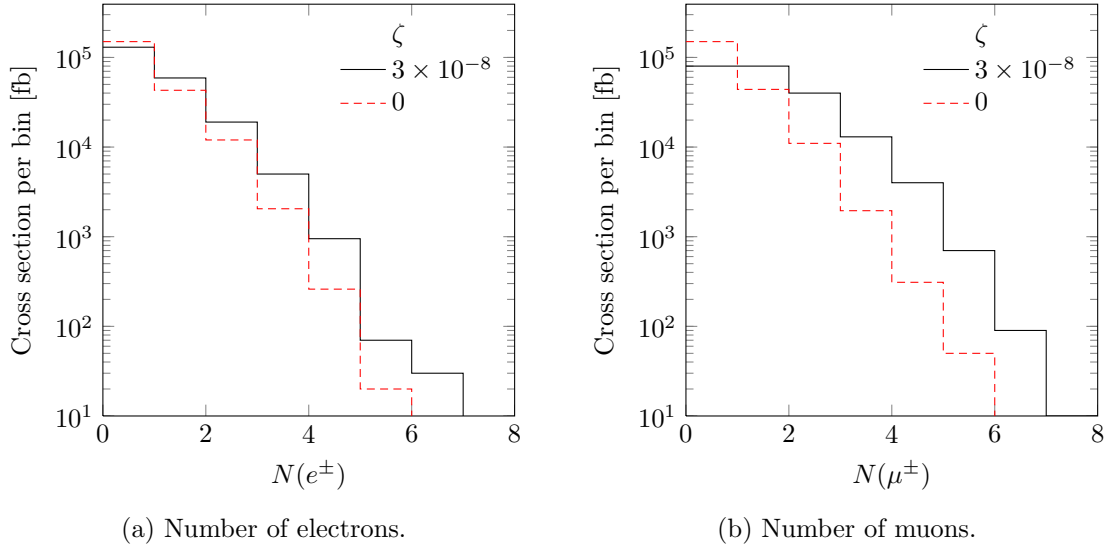 Cross section per bin [fb]
10^5
10^4
10^3
10^2
10^1
0 2 4 6 8
N(e^±)
ζ
3 × 10^−8
0
(a) Number of electrons.
Cross section per bin [fb]
10^5
10^4
10^3
10^2
10^1
0 2 4 6 8
N(μ^±)
ζ
3 × 10^−8
0
(b) Number of muons.